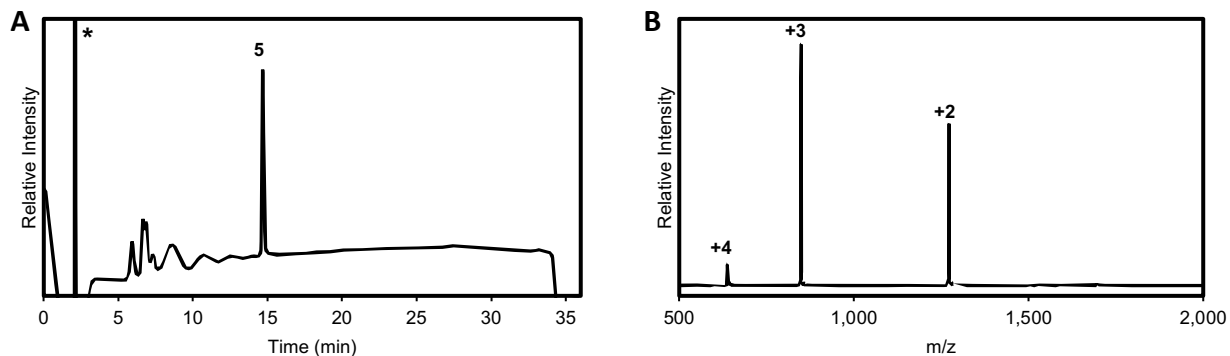 A
*
5
Relative Intensity
0 5 10 15 20 25 30 35
Time (min)
B
+3
+2
+4
Relative Intensity
500 1,000 1,500 2,000
m/z